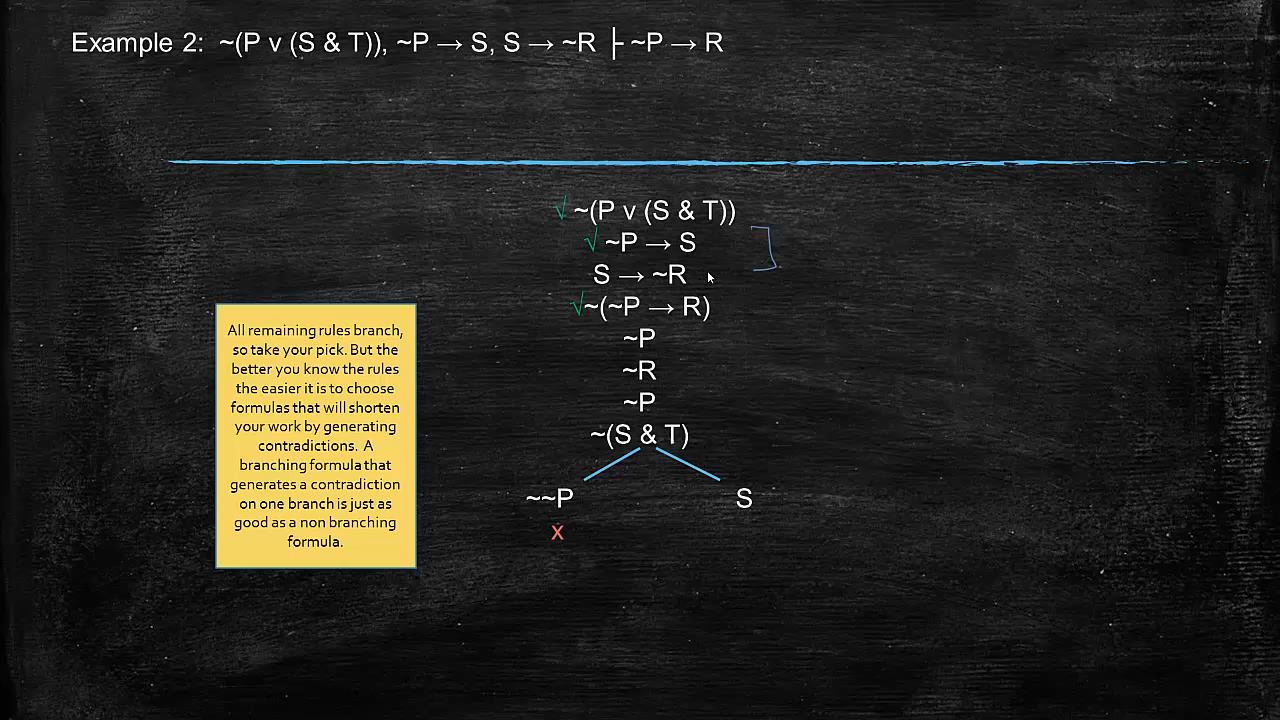 Example 2: ~(P v (S & T)), ~P → S, S → ~R ├ ~P → R
√ ~(P v (S & T))
√ ~P → S
S → ~R
√~(~P → R)
~P
~R
~P
~(S & T)
~~P S
x
All remaining rules branch,
so take your pick. But the
better you know the rules
the easier it is to choose
formulas that will shorten
your work by generating
contradictions. A
branching formula that
generates a contradiction
on one branch is just as
good as a non branching
formula.